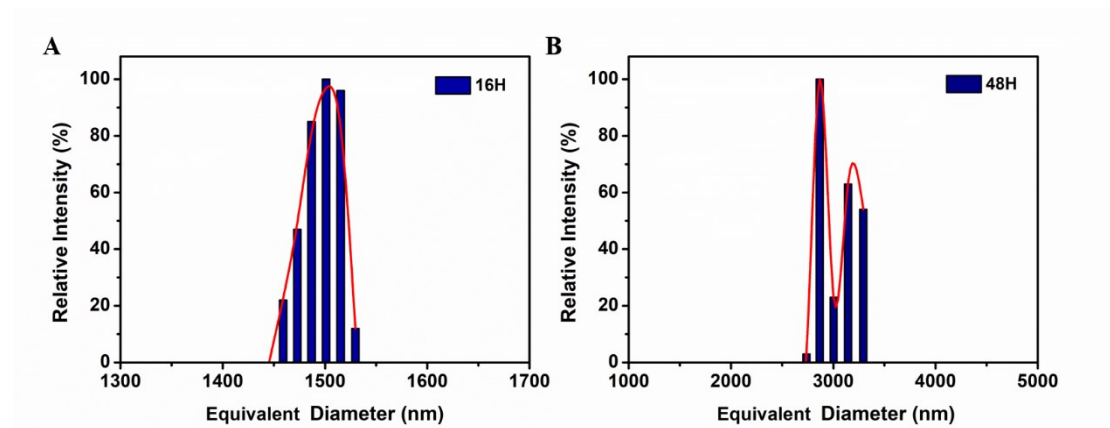 A
Relative Intensity (%)
100
80
60
40
20
0
16H
1300
1400
1500
1600
1700
Equivalent Diameter (nm)
B
Relative Intensity (%)
100
80
60
40
20
0
48H
1000
2000
3000
4000
5000
Equivalent Diameter (nm)